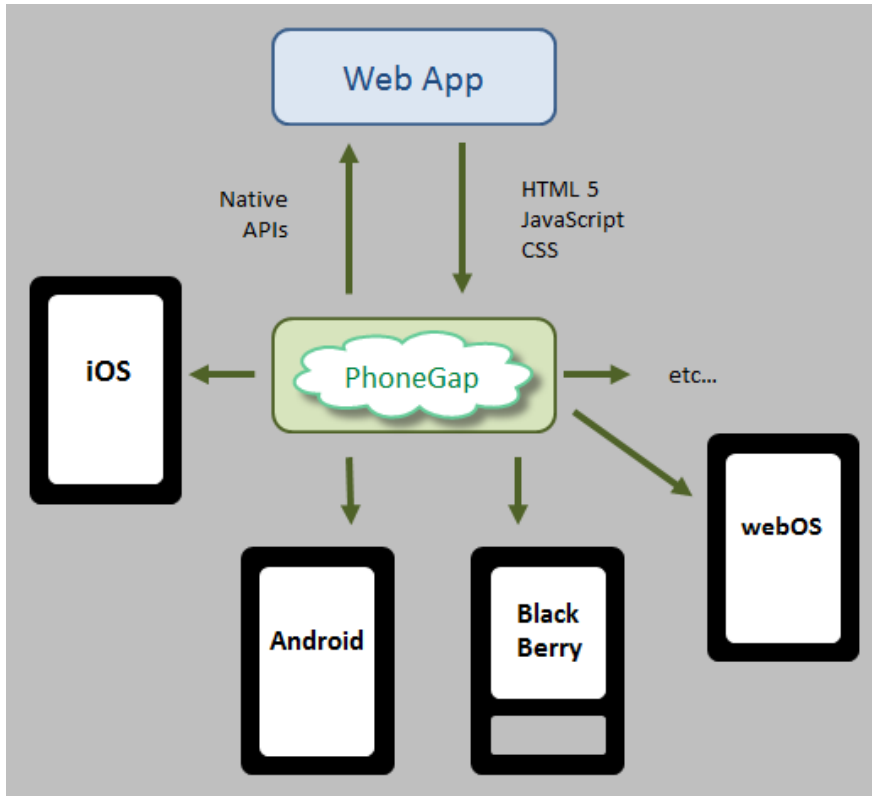 Web App
Native
APIs
HTML 5
JavaScript
CSS
iOS
PhoneGap
etc...
webOS
Android
Black
Berry